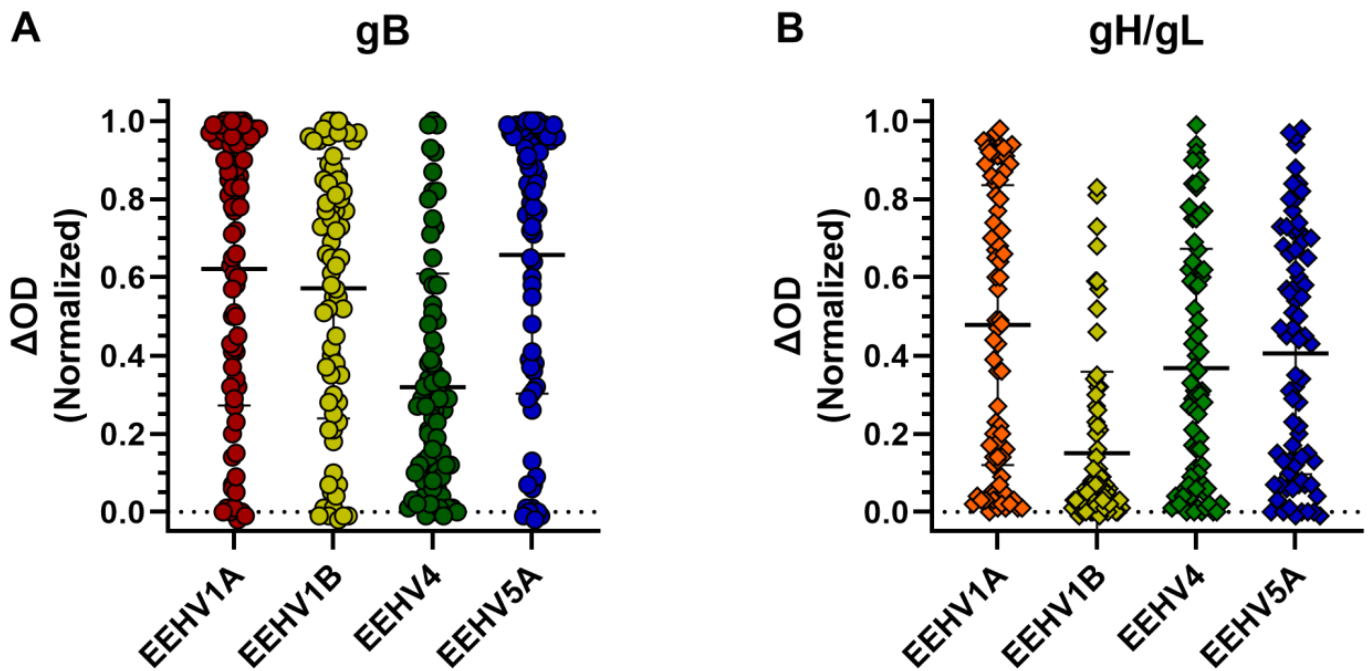 A
gB
ΔOD
(Normalized)
1.0
0.8
0.6
0.4
0.2
0.0
EEHV1A
EEHV1B
EEHV4
EEHV5A
B
gH/gL
ΔOD
(Normalized)
1.0
0.8
0.6
0.4
0.2
0.0
EEHV1A
EEHV1B
EEHV4
EEHV5A